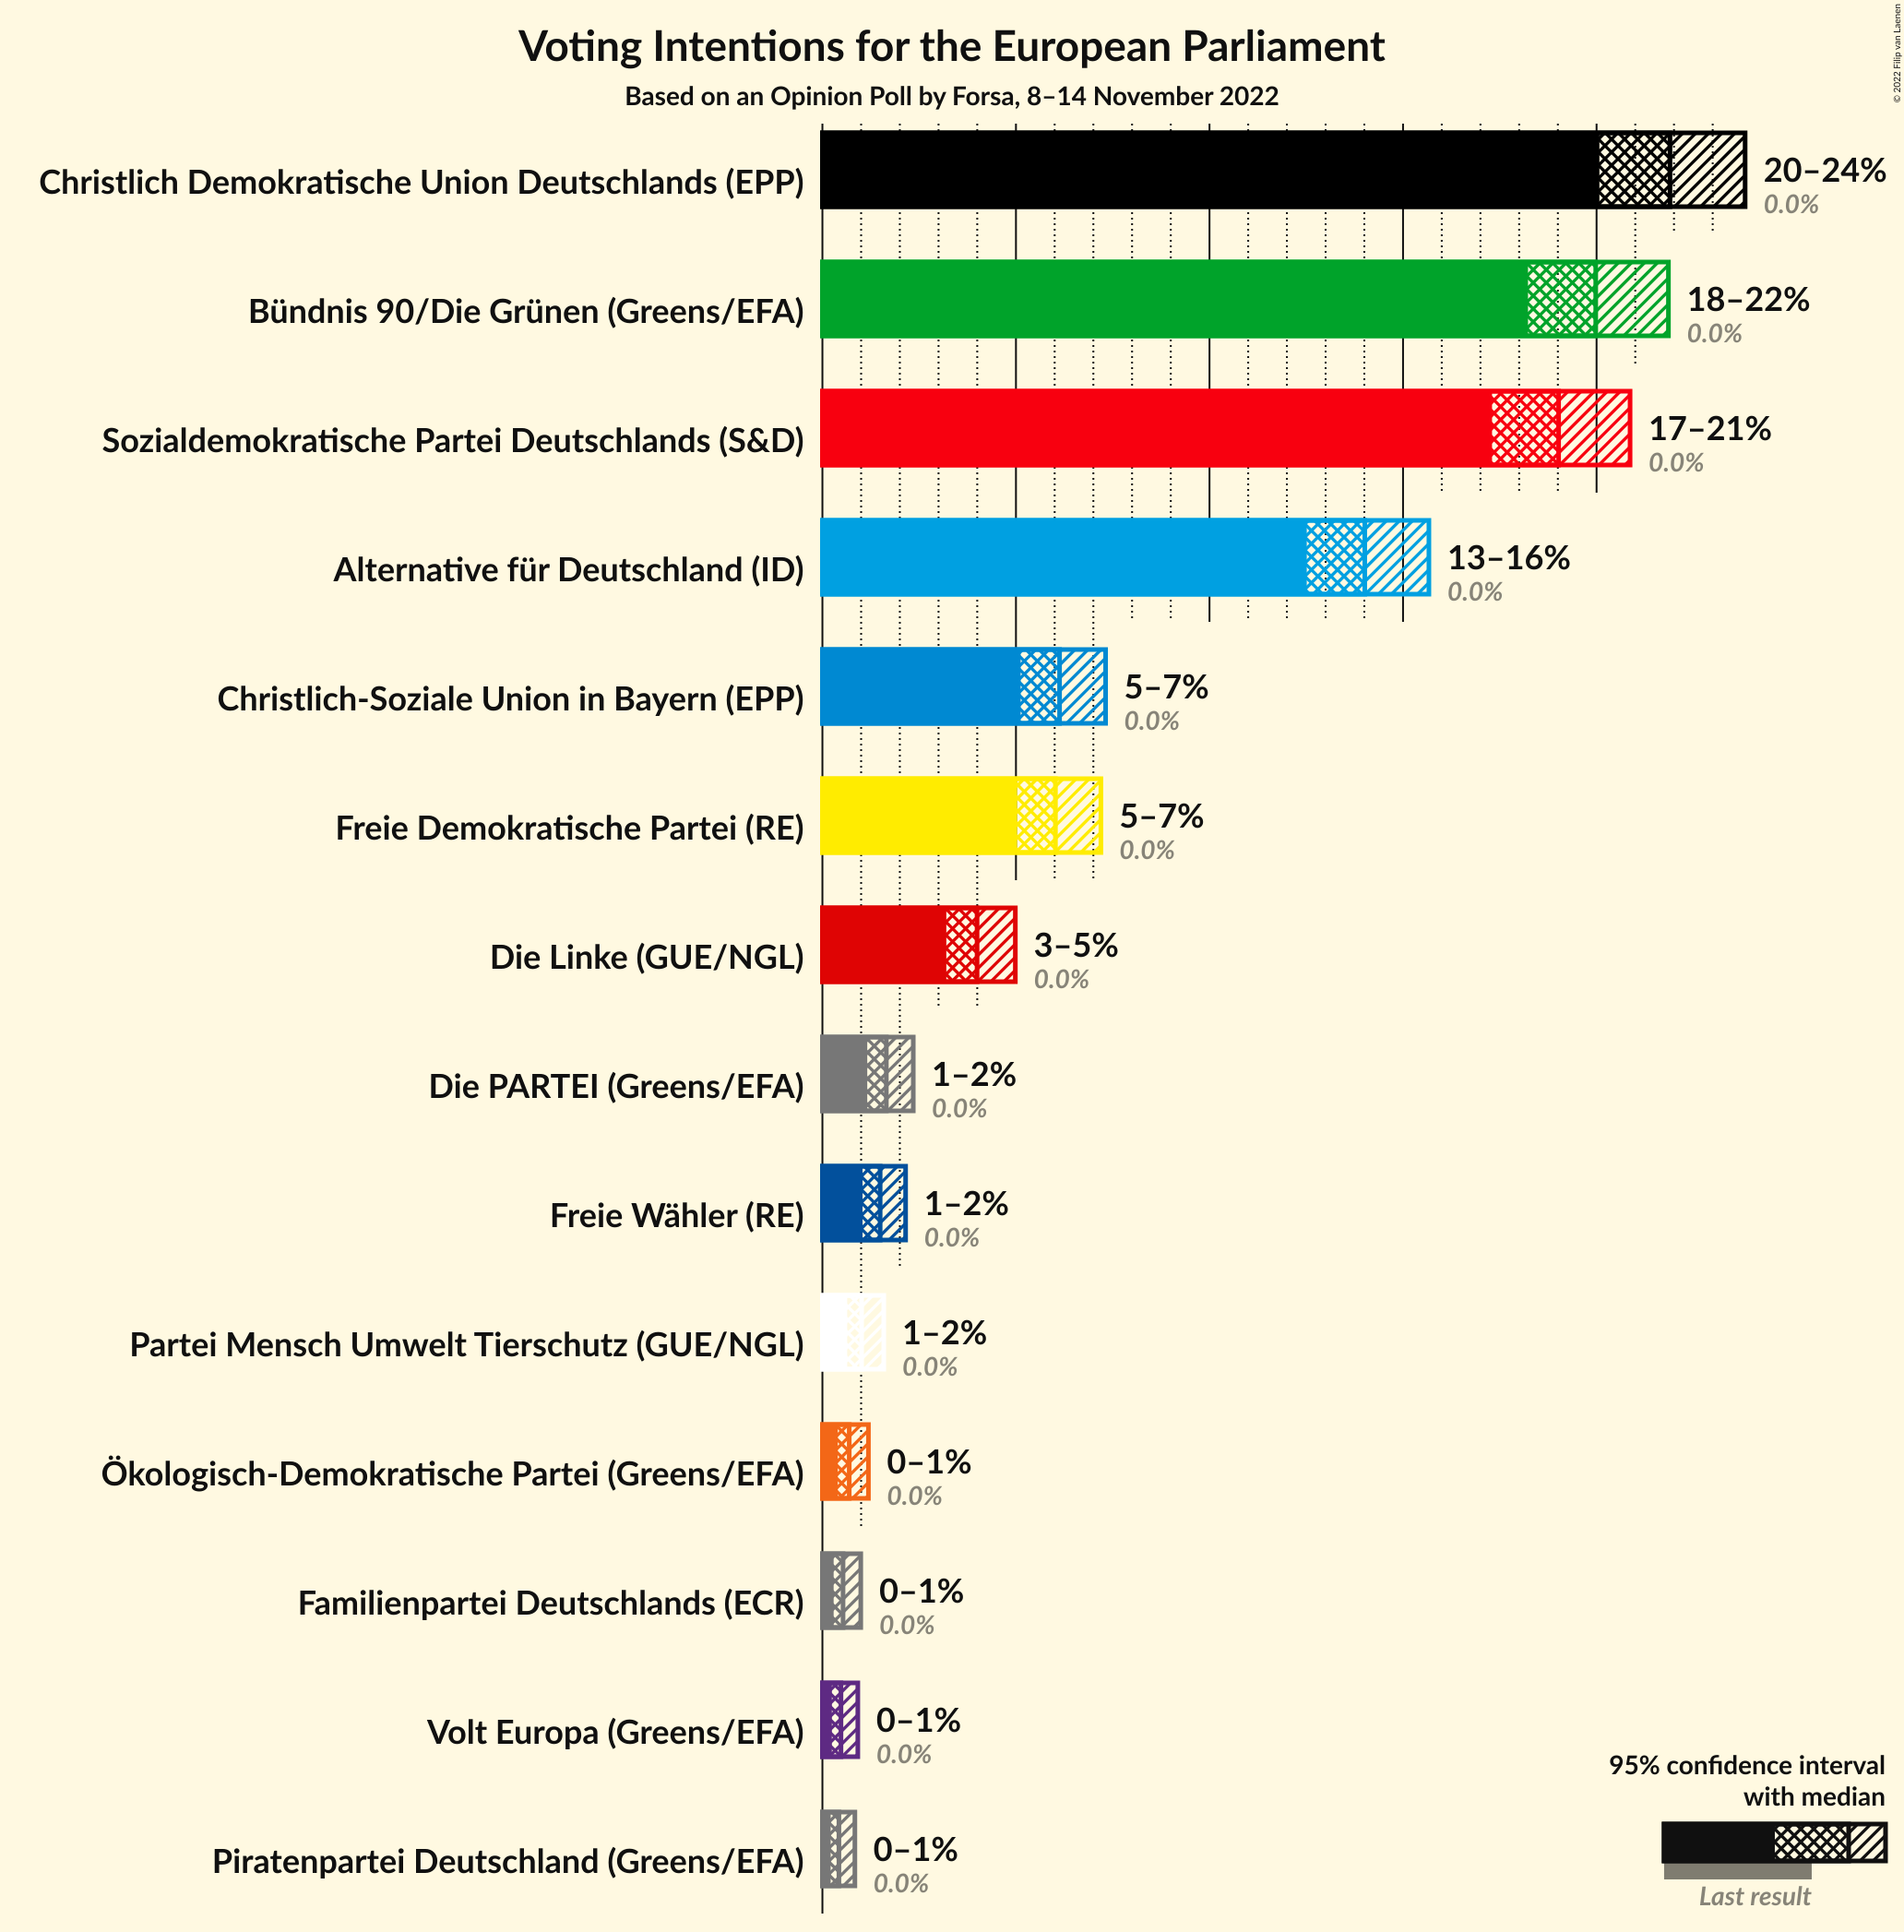 Voting Intentions for the European Parliament
Based on an Opinion Poll by Forsa, 8–14 November 2022
© 2022 Filip van Laenen
Christlich Demokratische Union Deutschlands (EPP)
20–24%
0.0%
Bündnis 90/Die Grünen (Greens/EFA)
18–22%
0.0%
Sozialdemokratische Partei Deutschlands (S&D)
17–21%
0.0%
Alternative für Deutschland (ID)
13–16%
0.0%
Christlich-Soziale Union in Bayern (EPP)
5–7%
0.0%
Freie Demokratische Partei (RE)
5–7%
0.0%
Die Linke (GUE/NGL)
3–5%
0.0%
Die PARTEI (Greens/EFA)
1–2%
0.0%
Freie Wähler (RE)
1–2%
0.0%
Partei Mensch Umwelt Tierschutz (GUE/NGL)
1–2%
0.0%
Ökologisch-Demokratische Partei (Greens/EFA)
0–1%
0.0%
Familienpartei Deutschlands (ECR)
0–1%
0.0%
Volt Europa (Greens/EFA)
0–1%
0.0%
Piratenpartei Deutschland (Greens/EFA)
0–1%
0.0%
95% confidence interval
with median
Last result